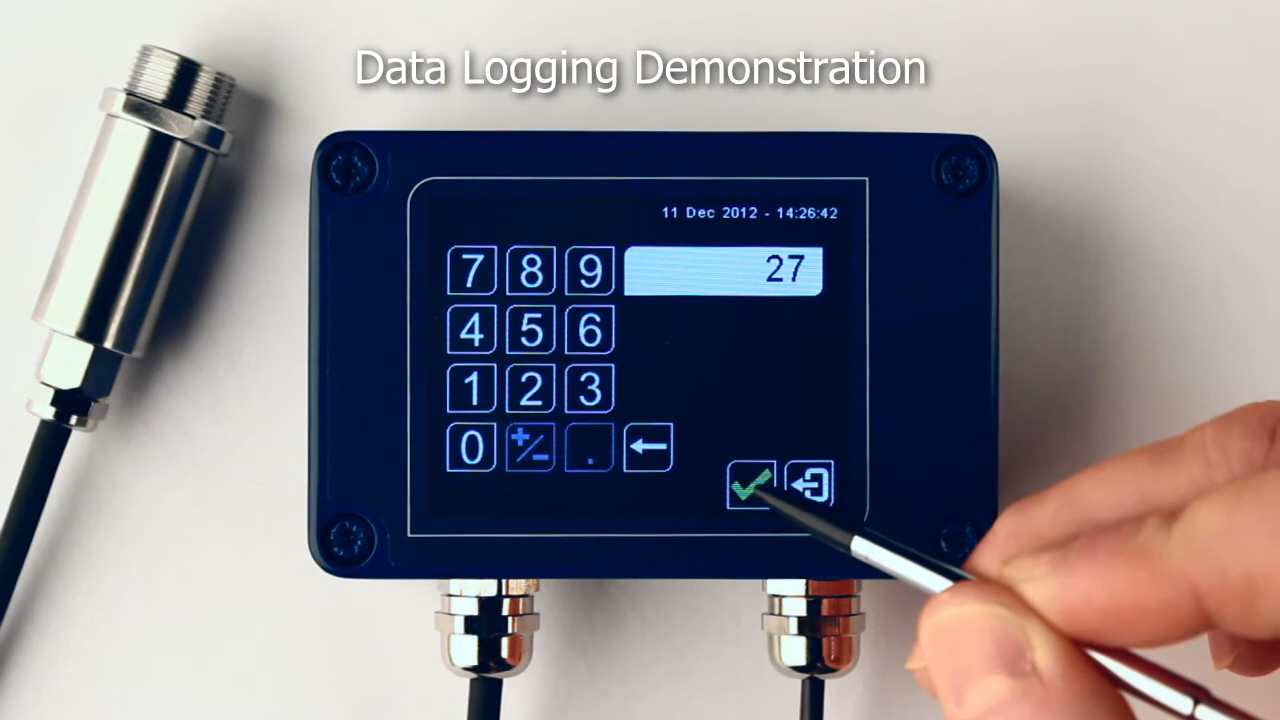 Data Logging Demonstration
11 Dec 2012 - 14:26:42
7 8 9 27
4 5 6
1 2 3
0 +/- . ←